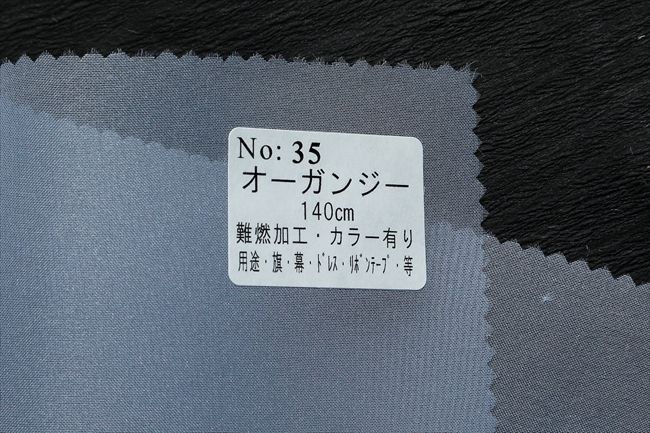 No: 35
オーガンジー
140cm
難燃加工・カラー有り
用途・旗・幕・ﾄﾞﾚｽ・ﾘﾎﾞﾝﾃｰﾌﾟ・等